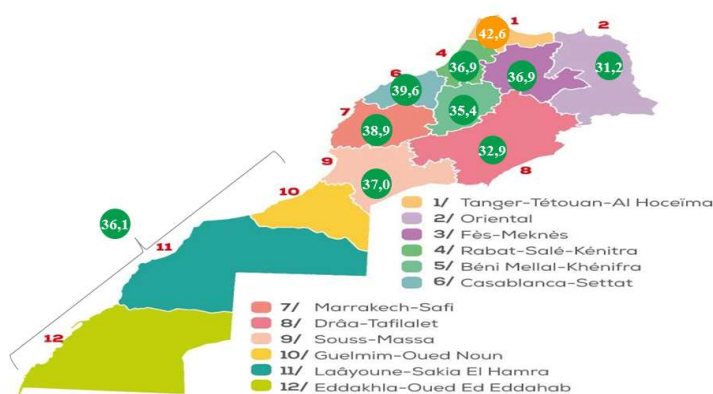 1
42,6
2
4
36,9
36,9
31,2
6
39,6
35,4
7
38,9
32,9
9
8
37,0
10
36,1
11
12
1/ Tanger-Tétouan-Al Hoceïma
2/ Oriental
3/ Fès-Meknès
4/ Rabat-Salé-Kénitra
5/ Béni Mellal-Khénifra
6/ Casablanca-Settat
7/ Marrakech-Safi
8/ Drâa-Tafilalet
9/ Souss-Massa
10/ Guelmim-Oued Noun
11/ Laâyoune-Sakia El Hamra
12/ Eddakhla-Oued Ed Eddahab